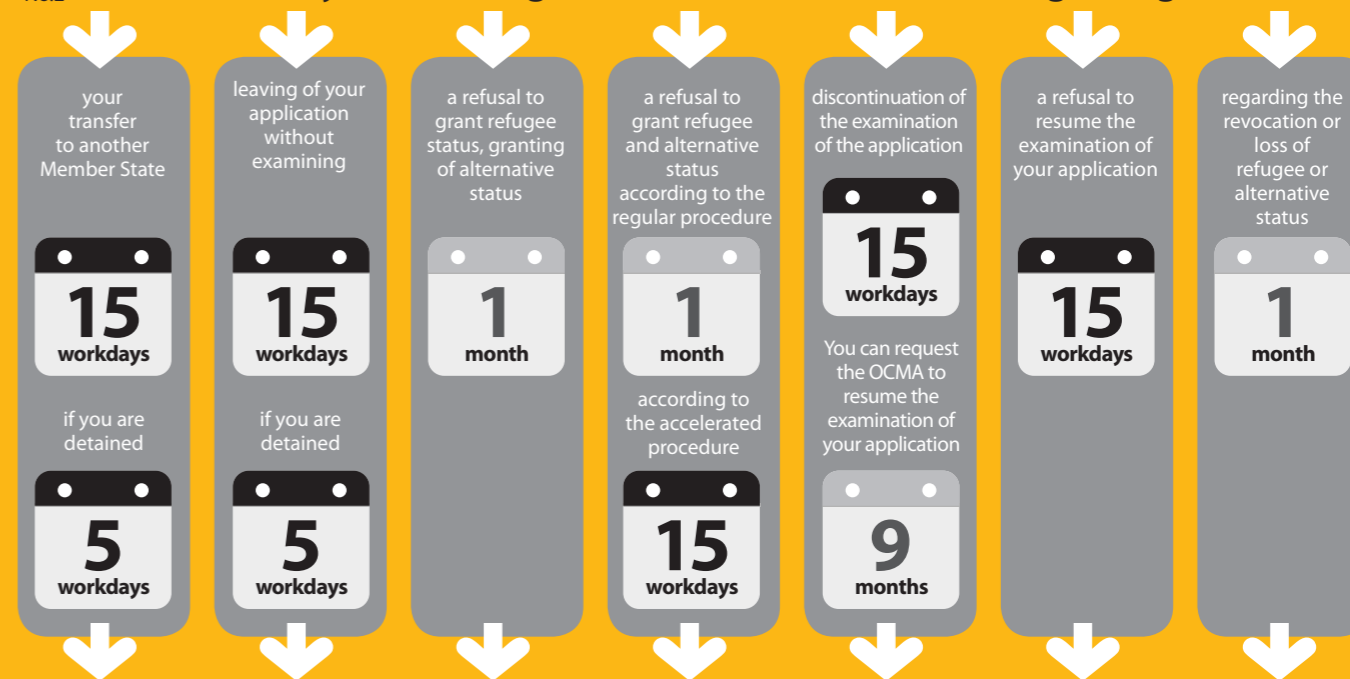 your
transfer
to another
Member State
15
workdays
if you are
detained
5
workdays
leaving of your
application
without
examining
15
workdays
if you are
detained
5
workdays
a refusal to
grant refugee
status, granting
of alternative
status
1
month
a refusal to
grant refugee
and alternative
status
according to the
regular procedure
1
month
according to
the accelerated
procedure
15
workdays
discontinuation of
the examination
of the application
15
workdays
You can request
the OCMA to
resume the
examination of
your application
9
months
a refusal to
resume the
examination of
your application
15
workdays
regarding the
revocation or
loss of
refugee or
alternative
status
1
month